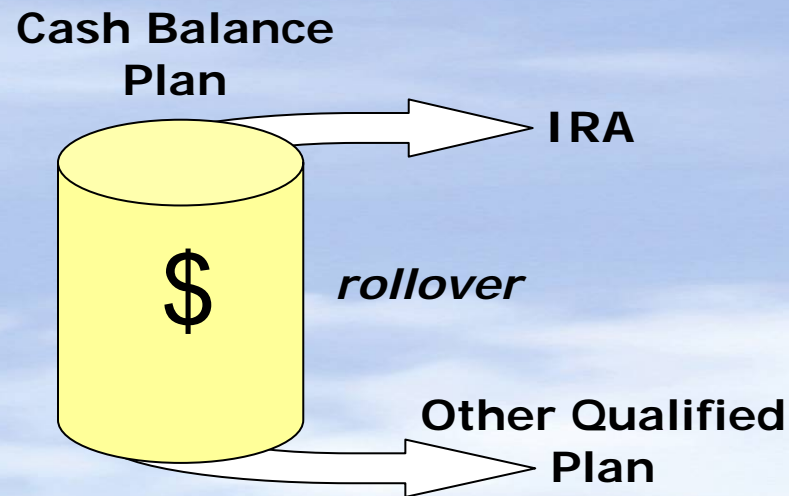 Cash Balance
Plan
IRA
$
rollover
Other Qualified
Plan